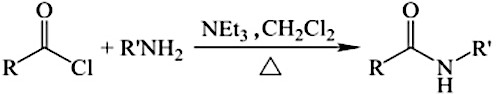 O
R Cl + R'NH₂ NEt₃, CH₂Cl₂ △ O
R N R'
H